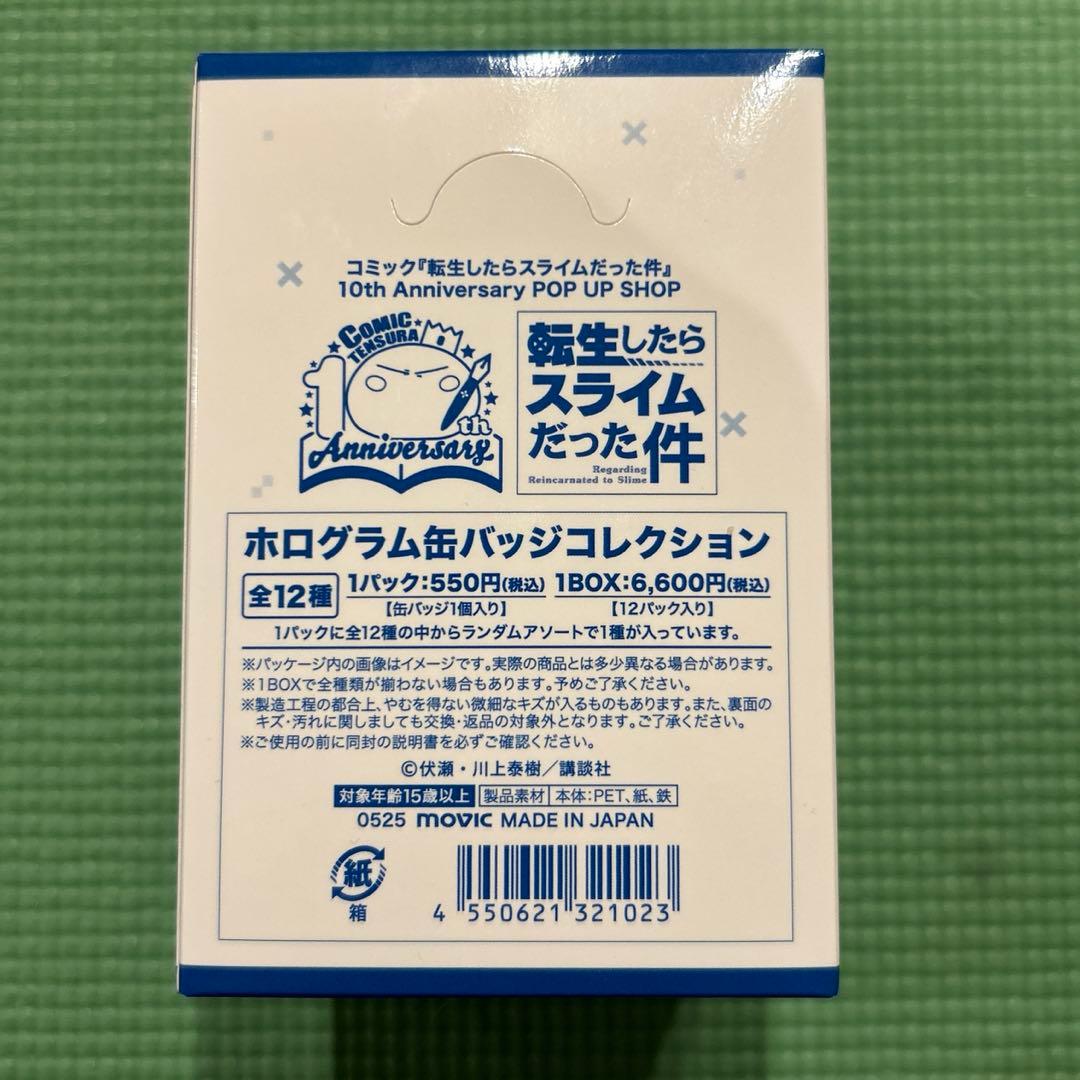 コミック『転生したらスライムだった件』
10th Anniversary POP UP SHOP
COMIC
TENSURA
10th
Anniversary
転生したら
スライム
だった件
Regarding
Reincarnated to Slime
ホログラム缶バッジコレクション
全12種
1パック:550円(税込)
【缶バッジ1個入り】
1BOX:6,600円(税込)
【12パック入り】
1パックに全12種の中からランダムアソートで1種が入っています。
※パッケージ内の画像はイメージです。実際の商品とは多少異なる場合があります。
※1BOXで全種類が揃わない場合もあります。予めご了承ください。
※製造工程の都合上、やむを得ない微細なキズが入るものもあります。また、裏面の
キズ・汚れに関しましても交換・返品の対象外となります。ご了承ください。
※ご使用の前に同封の説明書を必ずご確認ください。
©伏瀬・川上泰樹／講談社
対象年齢15歳以上 製品素材 本体:PET、紙、鉄
0525 movic MADE IN JAPAN
紙
箱
4 550621 321023